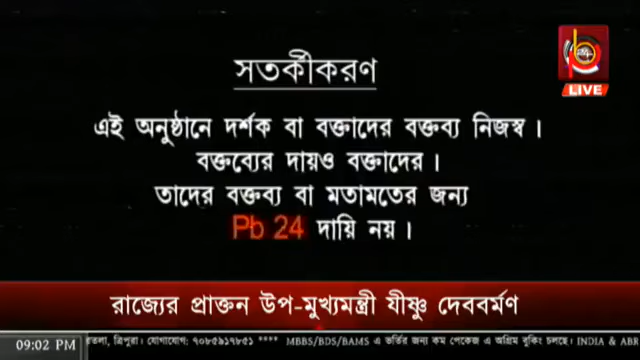 LIVE
সতর্কীকরণ
এই অনুষ্ঠানে দর্শক বা বক্তাদের বক্তব্য নিজস্ব ।
বক্তব্যের দায়ও বক্তাদের ।
তাদের বক্তব্য বা মতামতের জন্য
Pb 24 দায়ি নয় ।
রাজ্যের প্রাক্তন উপ-মুখ্যমন্ত্রী যীষ্ণু দেববর্মণ
09:02 PM রতলা, ত্রিপুরা। যোগাযোগ: ৭০৮৫৯১৭৮৫১ **** MBBS/BDS/BAMS এ ভর্তির জন্য কম পেকেজ এ অগ্রিম বুকিং চলছে। INDIA & ABR